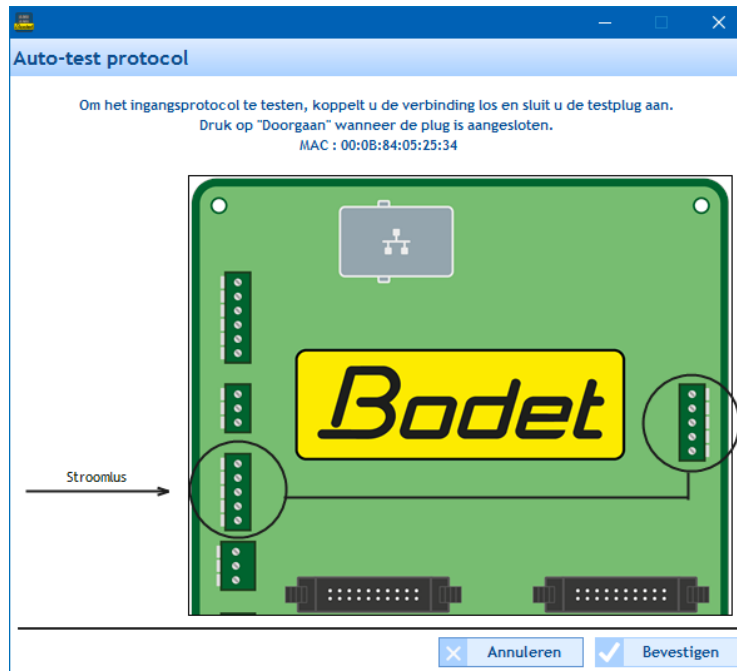 Auto-test protocol
Om het ingangsprotocol te testen, koppelt u de verbinding los en sluit u de testplug aan.
Druk op "Doorgaan" wanneer de plug is aangesloten.
MAC : 00:0B:84:05:25:34
Bodet
Stroomlus
Annuleren
Bevestigen